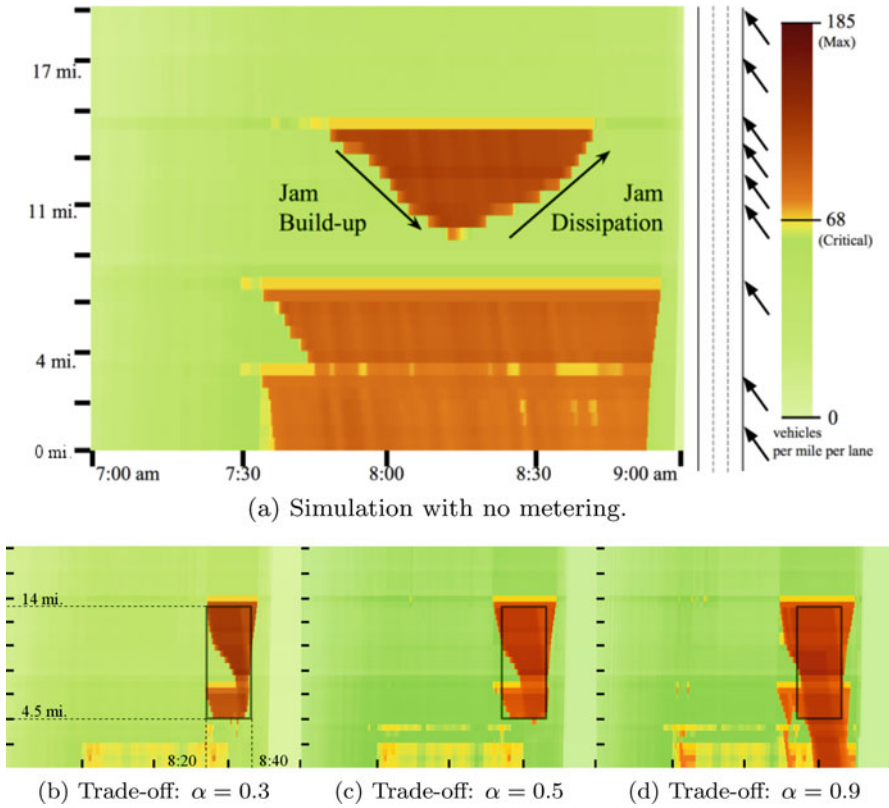 17 mi.
11 mi.
4 mi.
0 mi.
Jam
Build-up
Jam
Dissipation
7:00 am
7:30
8:00
8:30
9:00 am
185
(Max)
68
(Critical)
0
vehicles
per mile per lane
(a) Simulation with no metering.
14 mi.
4.5 mi.
8:20
8:40
(b) Trade-off: α = 0.3
(c) Trade-off: α = 0.5
(d) Trade-off: α = 0.9